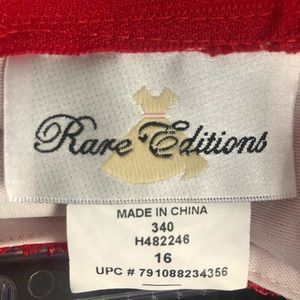 Rare Editions
MADE IN CHINA
340
H482246
16
UPC # 791088234356